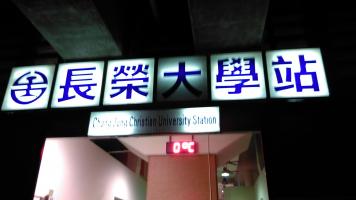 長榮大學站
Chang Jung Christian University Station
0°C